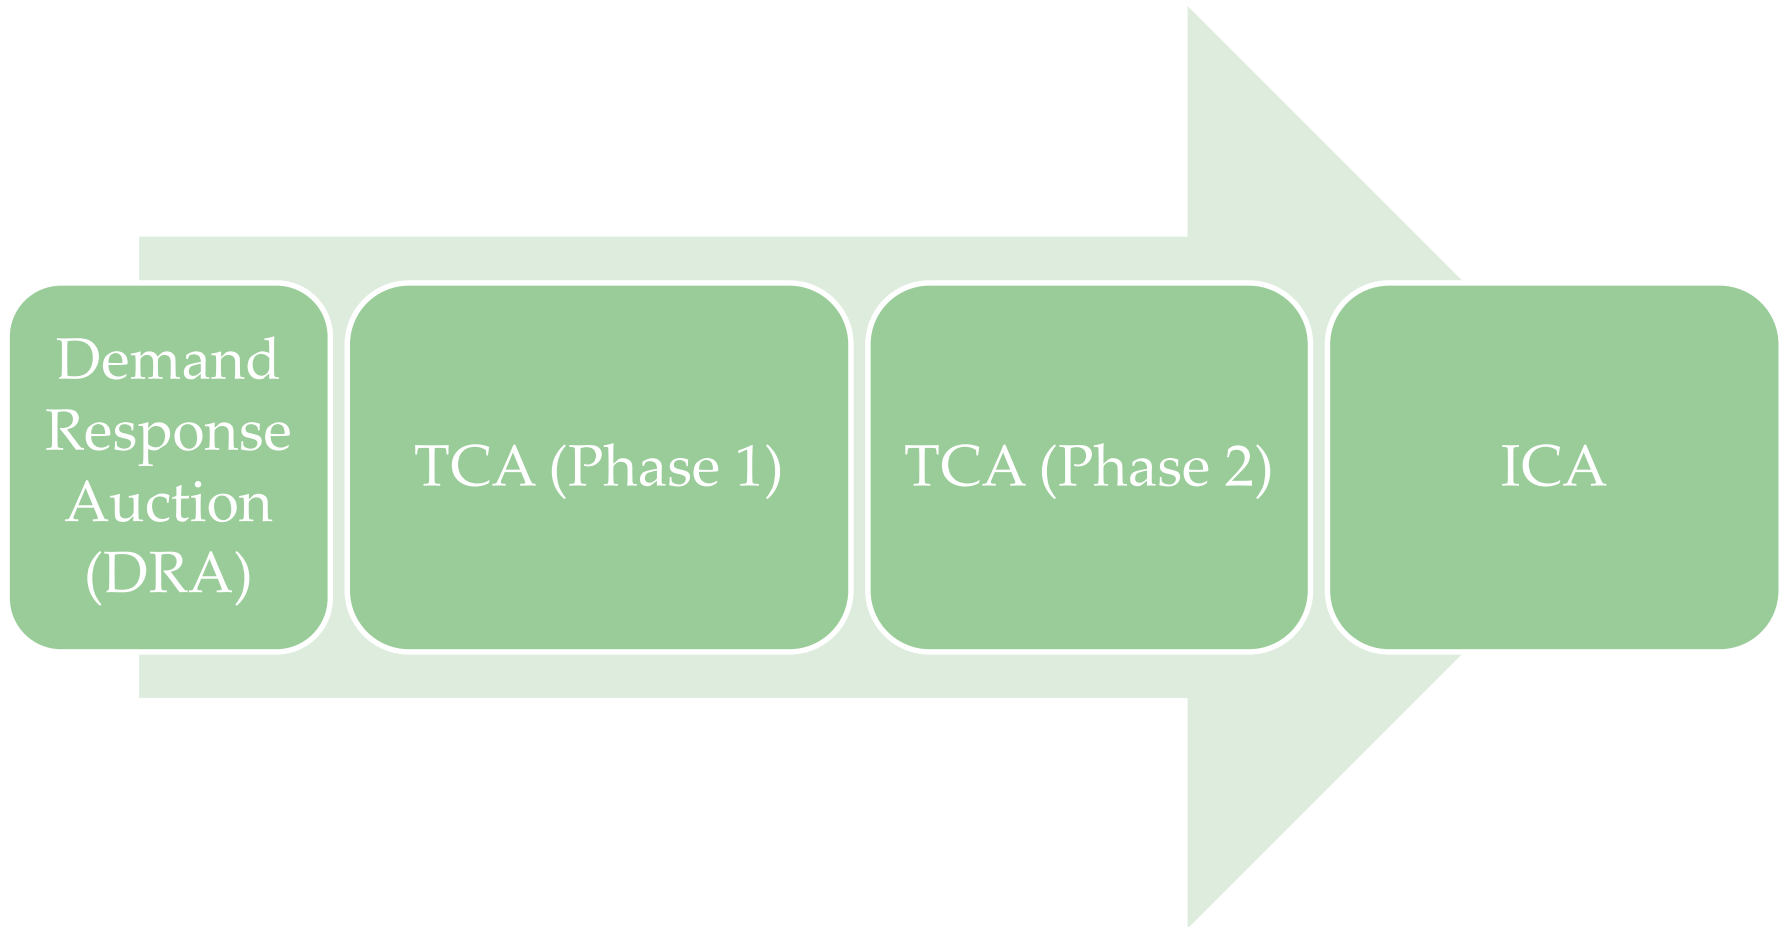 Demand
Response
Auction
(DRA)
TCA (Phase 1)
TCA (Phase 2)
ICA